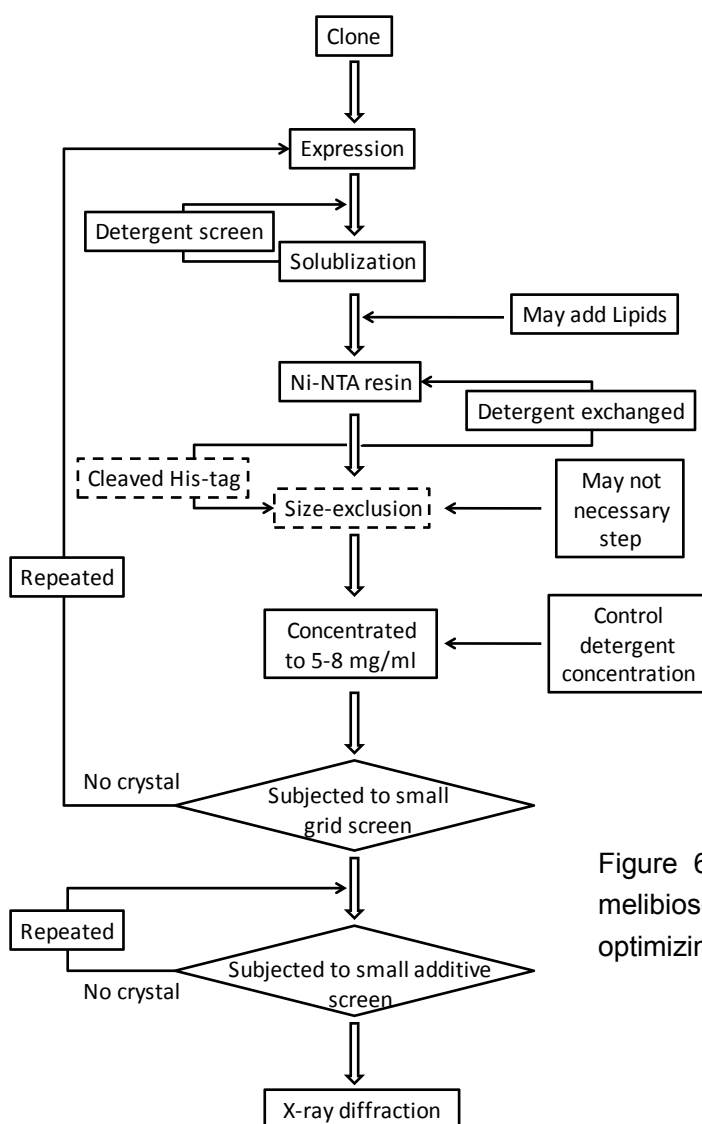 Clone
Expression
Detergent screen
Solublization
May add Lipids
Ni-NTA resin
Detergent exchanged
Cleaved His-tag
Size-exclusion
May not
necessary
step
Repeated
Concentrated
to 5-8 mg/ml
Control
detergent
concentration
No crystal
Subjected to small
grid screen
Figure 6
melibios
optimizin
Repeated
No crystal
Subjected to small additive
screen
X-ray diffraction